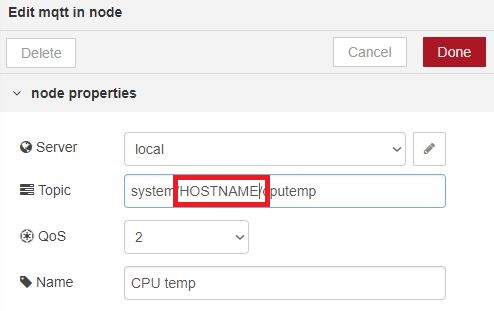 Edit mqtt in node
Delete Cancel Done
node properties
Server local
Topic system/HOSTNAME/cputemp
QoS 2
Name CPU temp